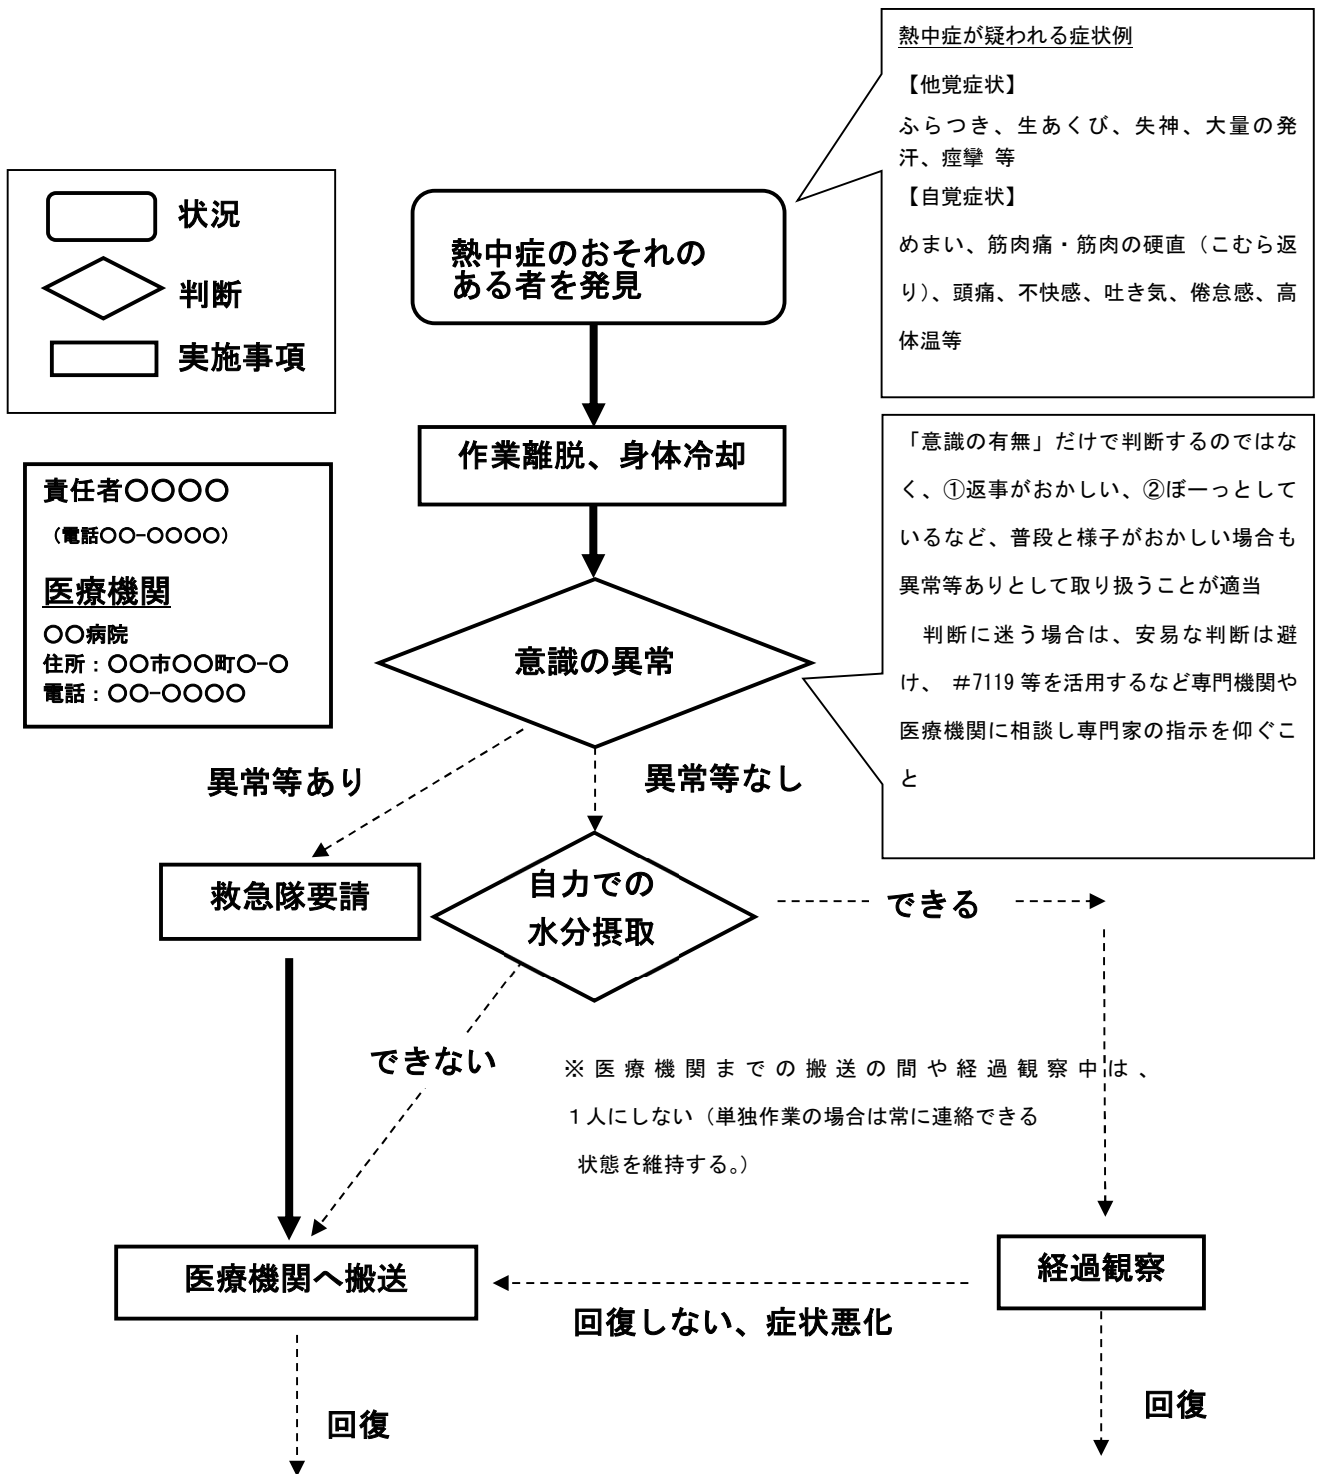 熱中症が疑われる症状例
【他覚症状】
ふらつき、生あくび、失神、大量の発
汗、痙攣 等
【自覚症状】
めまい、筋肉痛・筋肉の硬直（こむら返
り）、頭痛、不快感、吐き気、倦怠感、高
体温等
状況
判断
実施事項
熱中症のおそれの
ある者を発見
作業離脱、身体冷却
「意識の有無」だけで判断するのではな
く、①返事がおかしい、②ぼーっとして
いるなど、普段と様子がおかしい場合も
異常等ありとして取り扱うことが適当
判断に迷う場合は、安易な判断は避
け、 #7119 等を活用するなど専門機関や
医療機関に相談し専門家の指示を仰ぐこ
と
責任者〇〇〇〇
（電話〇〇-〇〇〇〇）
医療機関
〇〇病院
住所：〇〇市〇〇町〇-〇
電話：〇〇-〇〇〇〇
意識の異常
異常等あり
異常等なし
救急隊要請
自力での
水分摂取
できる
できない
※医療機関までの搬送の間や経過観察中は、
１人にしない（単独作業の場合は常に連絡できる
状態を維持する。）
医療機関へ搬送
経過観察
回復しない、症状悪化
回復
回復